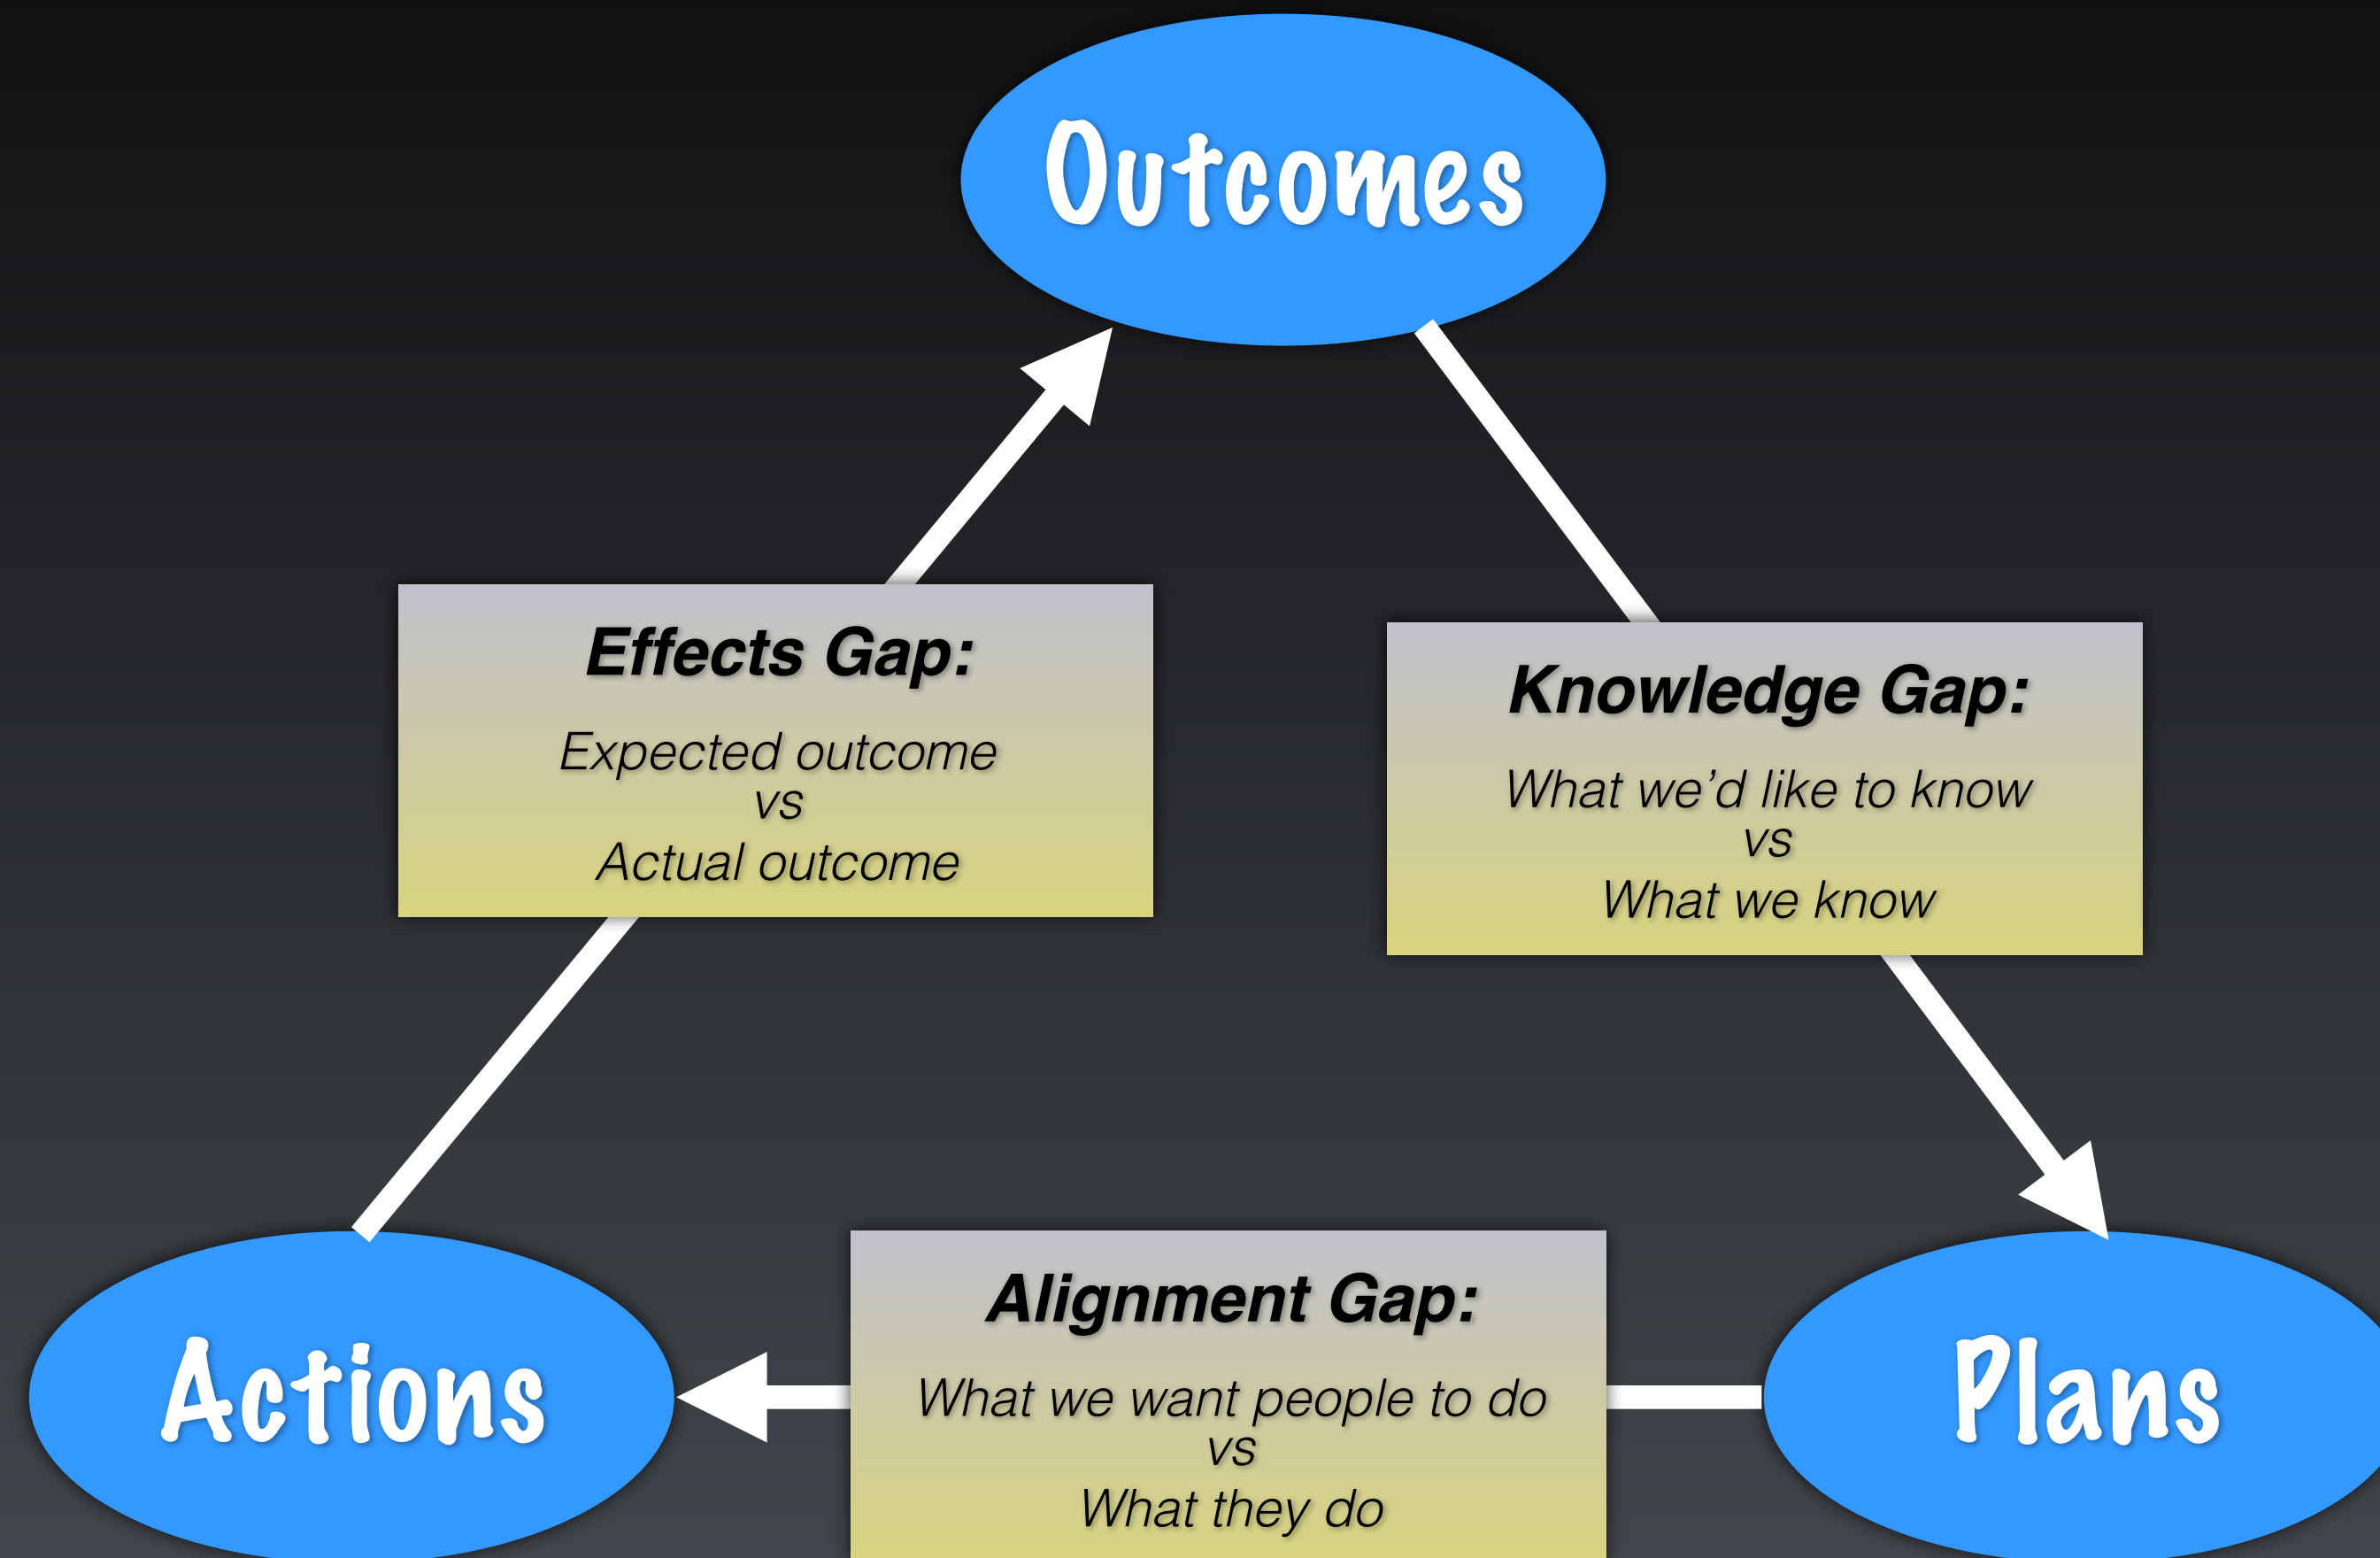 Outcomes
Effects Gap:
Expected outcome
vs
Actual outcome
Knowledge Gap:
What we’d like to know
vs
What we know
Actions
Alignment Gap:
What we want people to do
vs
What they do
Plans